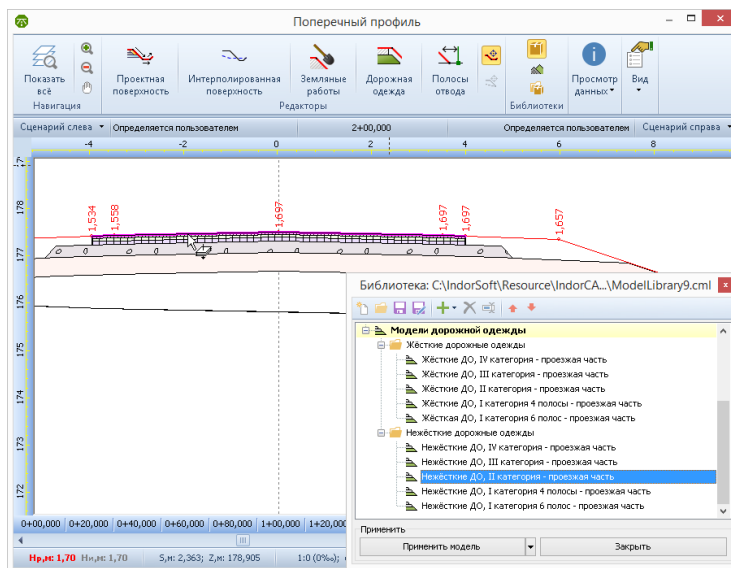 Поперечный профиль
Показать всё
Навигация
Проектная поверхность
Интерполированная поверхность
Земляные работы
Дорожная одежда
Полосы отвода
Редакторы
Библиотеки
Просмотр данных
Вид
Сценарий слева
Определяется пользователем
2+00,000
Определяется пользователем
Сценарий справа
-4 -2 0 2 4 6 8
178
177
176
175
174
173
172
1,534
1,558
1,697
1,697
1,697
1,657
Библиотека: C:\IndorSoft\Resource\IndorCA...\ModelLibrary9.cml
Модели дорожной одежды
Жёсткие дорожные одежды
Жёсткие ДО, IV категория - проезжая часть
Жёсткие ДО, III категория - проезжая часть
Жёсткие ДО, II категория - проезжая часть
Жёсткие ДО, I категория 4 полосы - проезжая часть
Жёсткая ДО, I категория 6 полос - проезжая часть
Нежёсткие дорожные одежды
Нежёсткие ДО, IV категория - проезжая часть
Нежёсткие ДО, III категория - проезжая часть
Нежёсткие ДО, II категория - проезжая часть
Нежёсткие ДО, I категория 4 полосы - проезжая часть
Нежёсткие ДО, I категория 6 полос - проезжая часть
Применить
Применить модель
Закрыть
0+00,000 0+20,000 0+40,000 0+60,000 0+80,000 1+00,000 1+20,000
Нр,м: 1,70 Ни,м: 1,70 S,м: 2,363; Z,м: 178,905 1:0 (0‰);